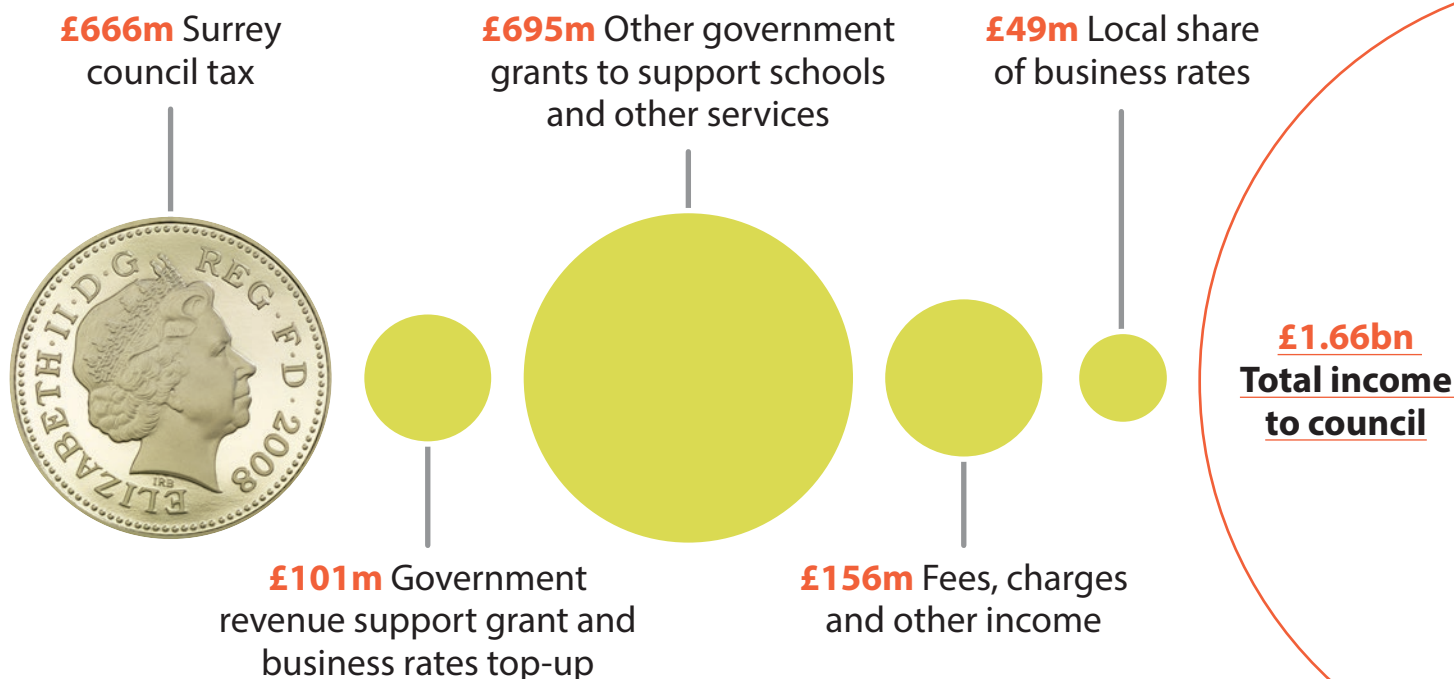 £666m Surrey
council tax
£695m Other government
grants to support schools
and other services
£49m Local share
of business rates
ELIZABETH·II·D·G REG·F·D·2008
IRB
£1.66bn
Total income
to council
£101m Government
revenue support grant and
business rates top-up
£156m Fees, charges
and other income